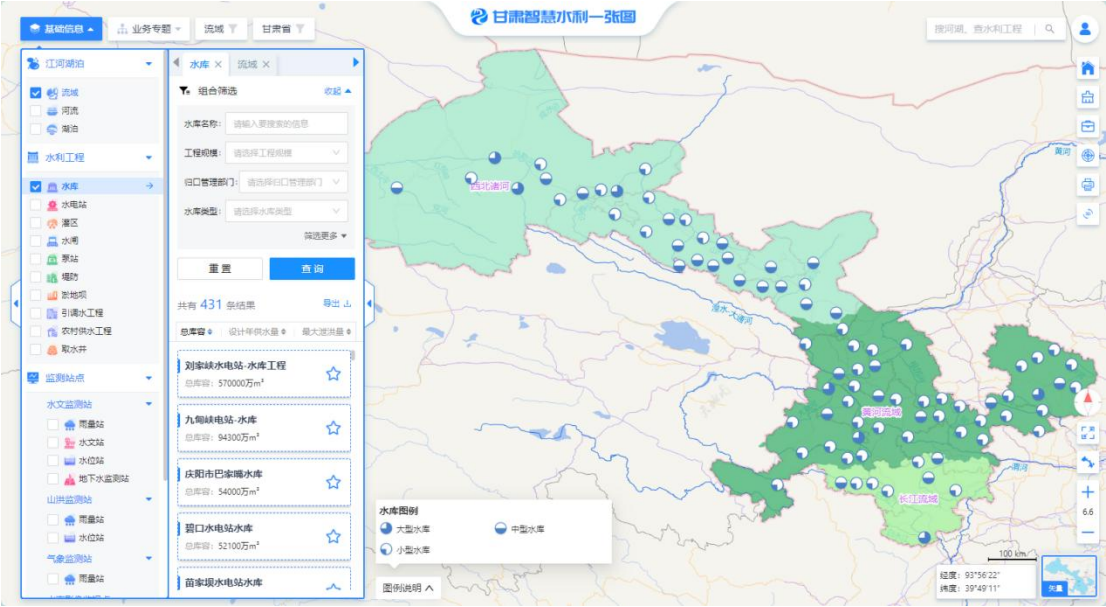 甘肃智慧水利一张图
基础信息
业务专题
流域
甘肃省
搜河湖、查水利工程
江河湖泊
流域
河流
湖泊
水利工程
水库
水电站
灌区
水闸
泵站
堤防
淤地坝
引调水工程
农村供水工程
取水井
监测站点
水文监测站
雨量站
水文站
水位站
地下水监测站
山洪监测站
雨量站
水位站
气象监测站
雨量站
水库 × 流域 ×
组合筛选 收起
水库名称： 请输入要搜索的信息
工程规模： 请选择工程规模
归口管理部门： 请选择归口管理部门
水库类型： 请选择水库类型
筛选更多
重置 查询
共有 431 条结果 导出
总库容 设计年供水量 最大泄洪量
刘家峡水电站-水库工程
总库容：570000万m³
九甸峡电站-水库
总库容：94300万m³
庆阳市巴家嘴水库
总库容：54000万m³
碧口水电站水库
总库容：52100万m³
苗家坝水电站水库
西北诸河
黄河
湟水-大通河
黄河流域
渭河
长江流域
水库图例
大型水库 中型水库
小型水库
图例说明
6.6
100 km
经度：93°56'22"
纬度：39°49'11"
矢量